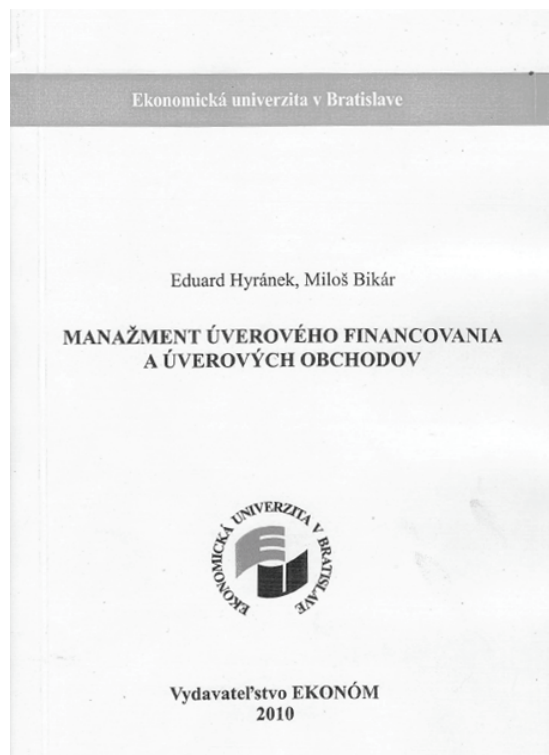 Ekonomická univerzita v Bratislave
Eduard Hyránek, Miloš Bikár
MANAŽMENT ÚVEROVÉHO FINANCOVANIA
A ÚVEROVÝCH OBCHODOV
EKONOMICKÁ UNIVERZITA V BRATISLAVE
Vydavateľstvo EKONÓM
2010